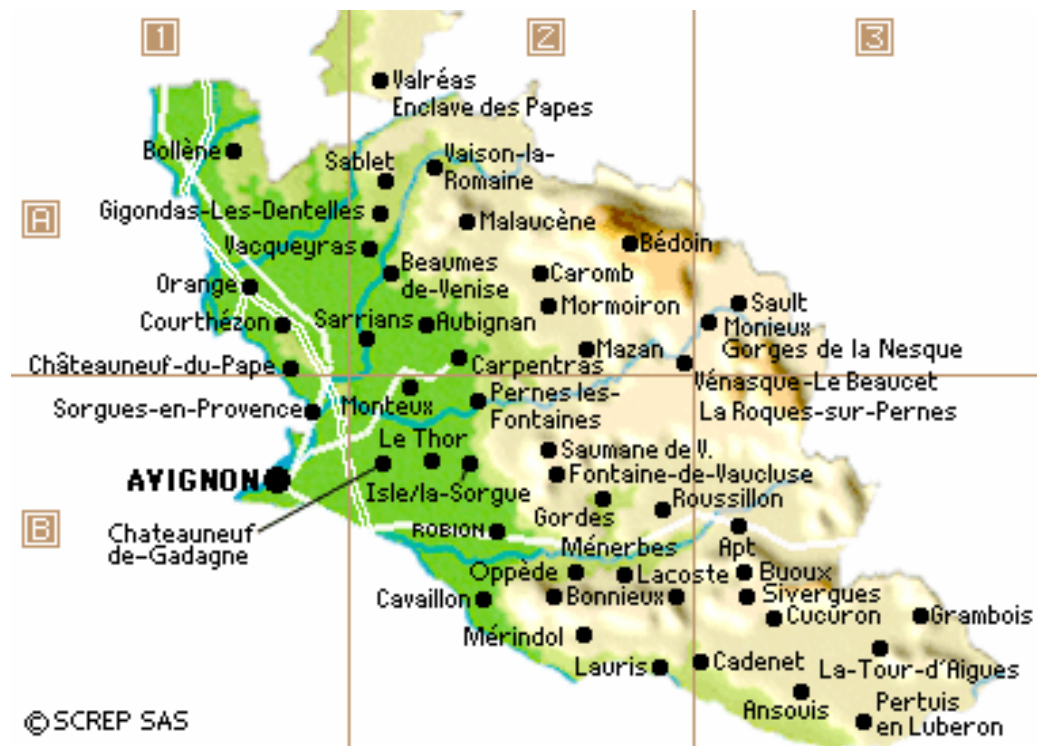 1
2
3
Valréas
Enclave des Papes
Bollène
Sablet
Vaison-la-
Romaine
Gigondas-Les-Dentelles
A
Malaucène
Bédoin
Vacqueyras
Beaumes
de-Venise
Caromb
Orange
Mormoiron
Sault
Courthézon
Sarrians
Aubignan
Monieux
Mazan
Gorges de la Nesque
Châteauneuf-du-Pape
Carpentras
Vénasque-Le Beaucet
Sorgues-en-Provence
Monteux
Pernes les-
Fontaines
La Roques-sur-Pernes
Le Thor
Saumane de V.
AVIGNON
Fontaine-de-Vaucluse
Isle/la-Sorgue
Roussillon
Gordes
B
Chateauneuf
de-Gadagne
ROBION
Ménerbes
Apt
Oppède
Lacoste
Buoux
Cavaillon
Bonnieux
Sivergues
Cucuron
Grambois
Mérindol
Lauris
Cadenet
La-Tour-d'Aigues
Ansouis
Pertuis
en Luberon
© SCREP SAS